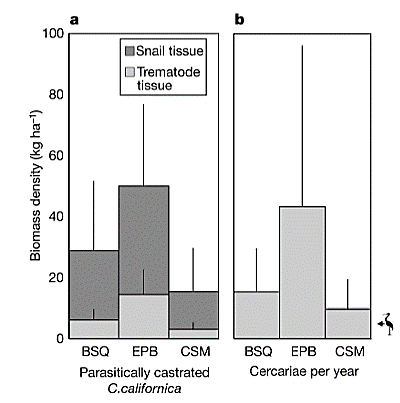 a
b
100
80
60
40
20
0
Biomass density (kg ha⁻¹)
Snail tissue
Trematode
tissue
BSQ EPB CSM
BSQ EPB CSM
Parasitically castrated
C.californica
Cercariae per year